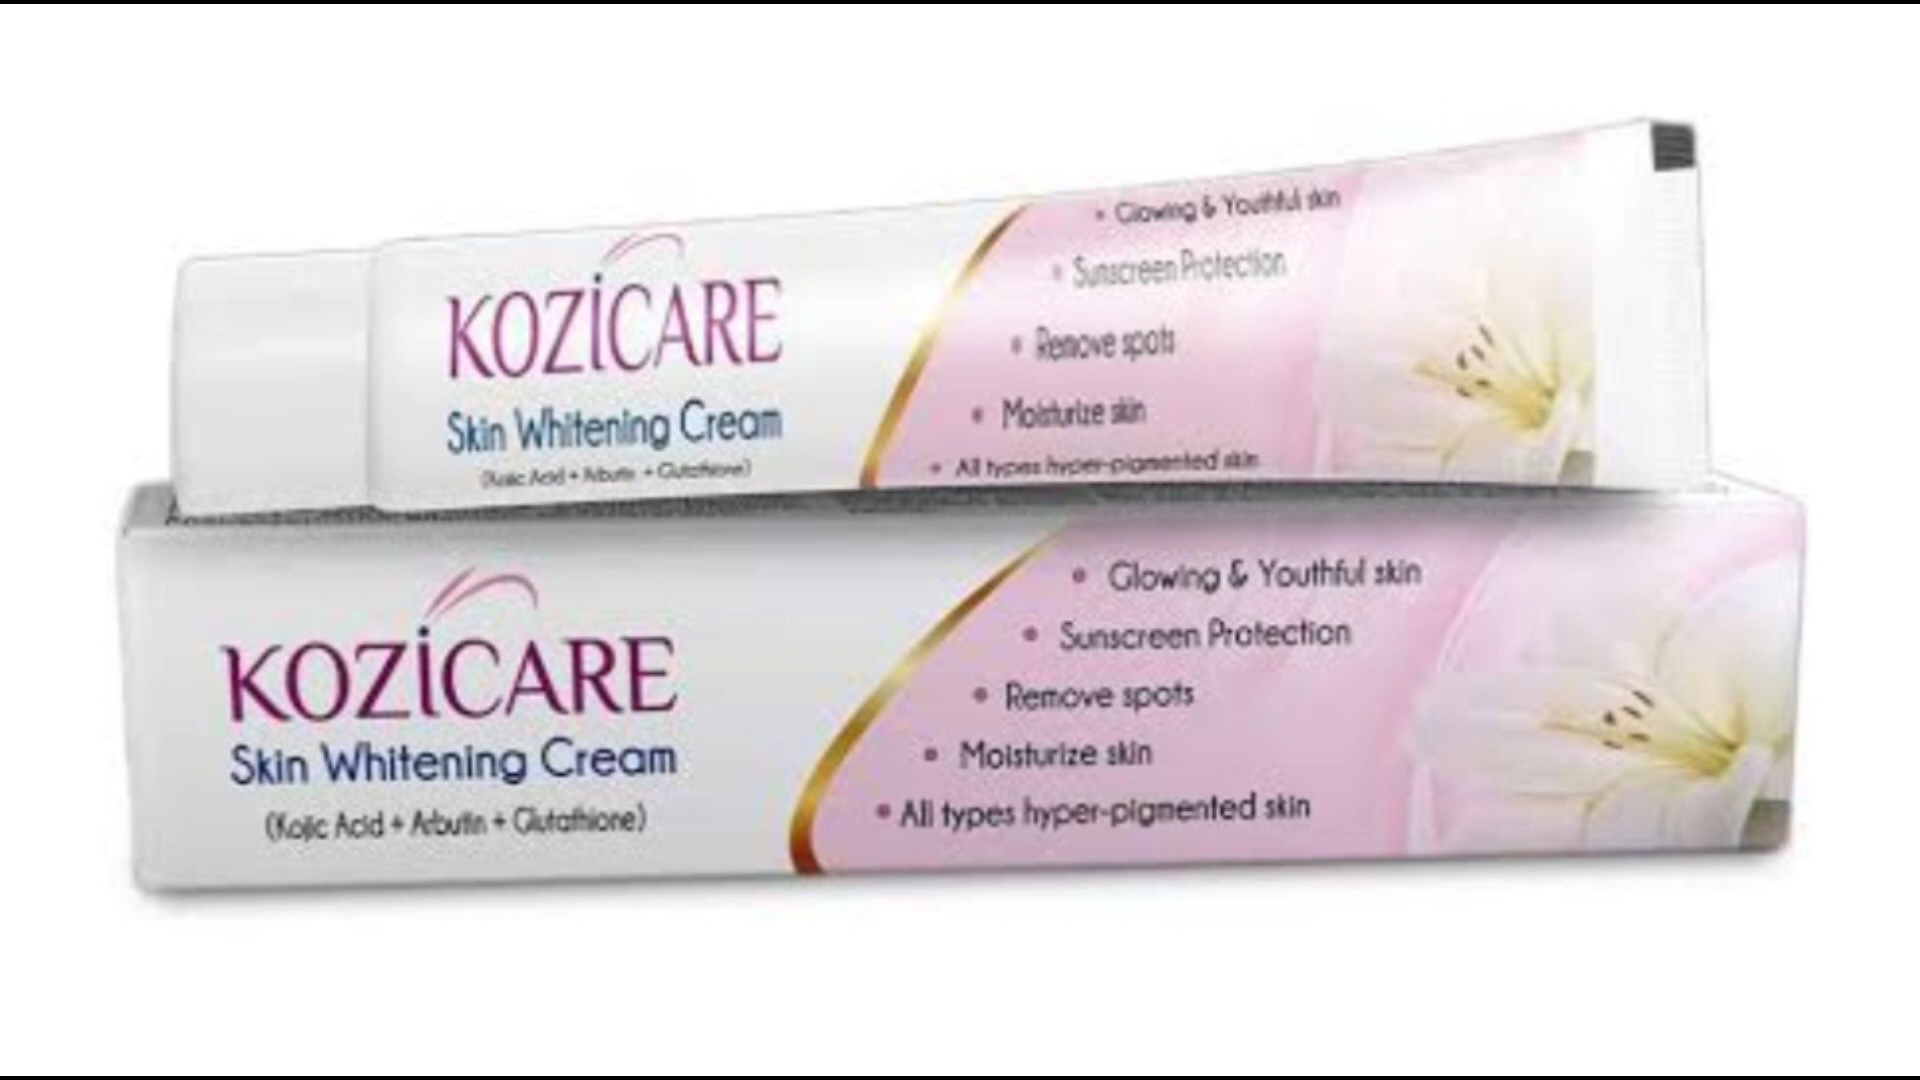 • Glowing & Youthful skin
• Sunscreen Protection
• Remove spots
• Moisturize skin
• All types hyper-pigmented skin
KOZiCARE
Skin Whitening Cream
(Kojic Acid + Arbutin + Glutathione)
KOZiCARE
Skin Whitening Cream
(Kojic Acid + Arbutin + Glutathione)
• Glowing & Youthful skin
• Sunscreen Protection
• Remove spots
• Moisturize skin
• All types hyper-pigmented skin